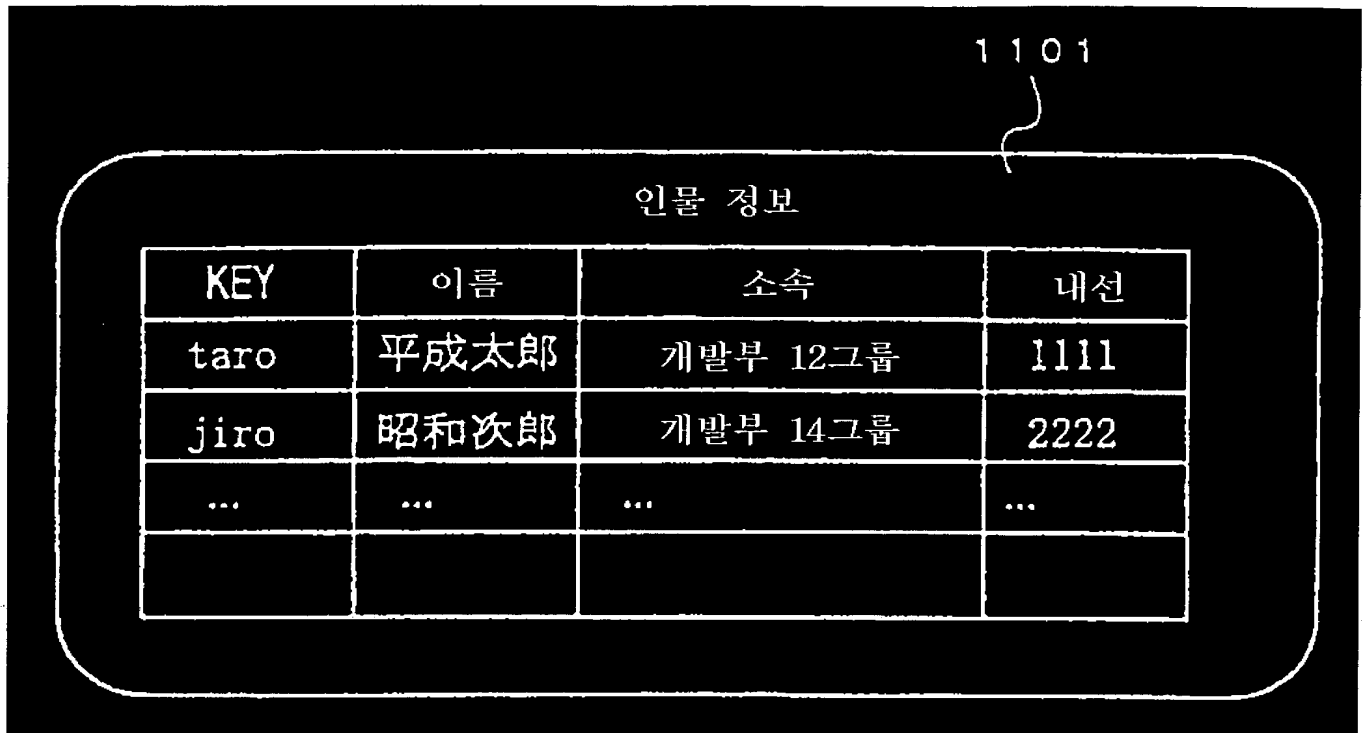 1101
인물 정보
KEY 이름 소속 내선
taro 平成太郎 개발부 12그룹 1111
jiro 昭和次郎 개발부 14그룹 2222
... ... ... ...